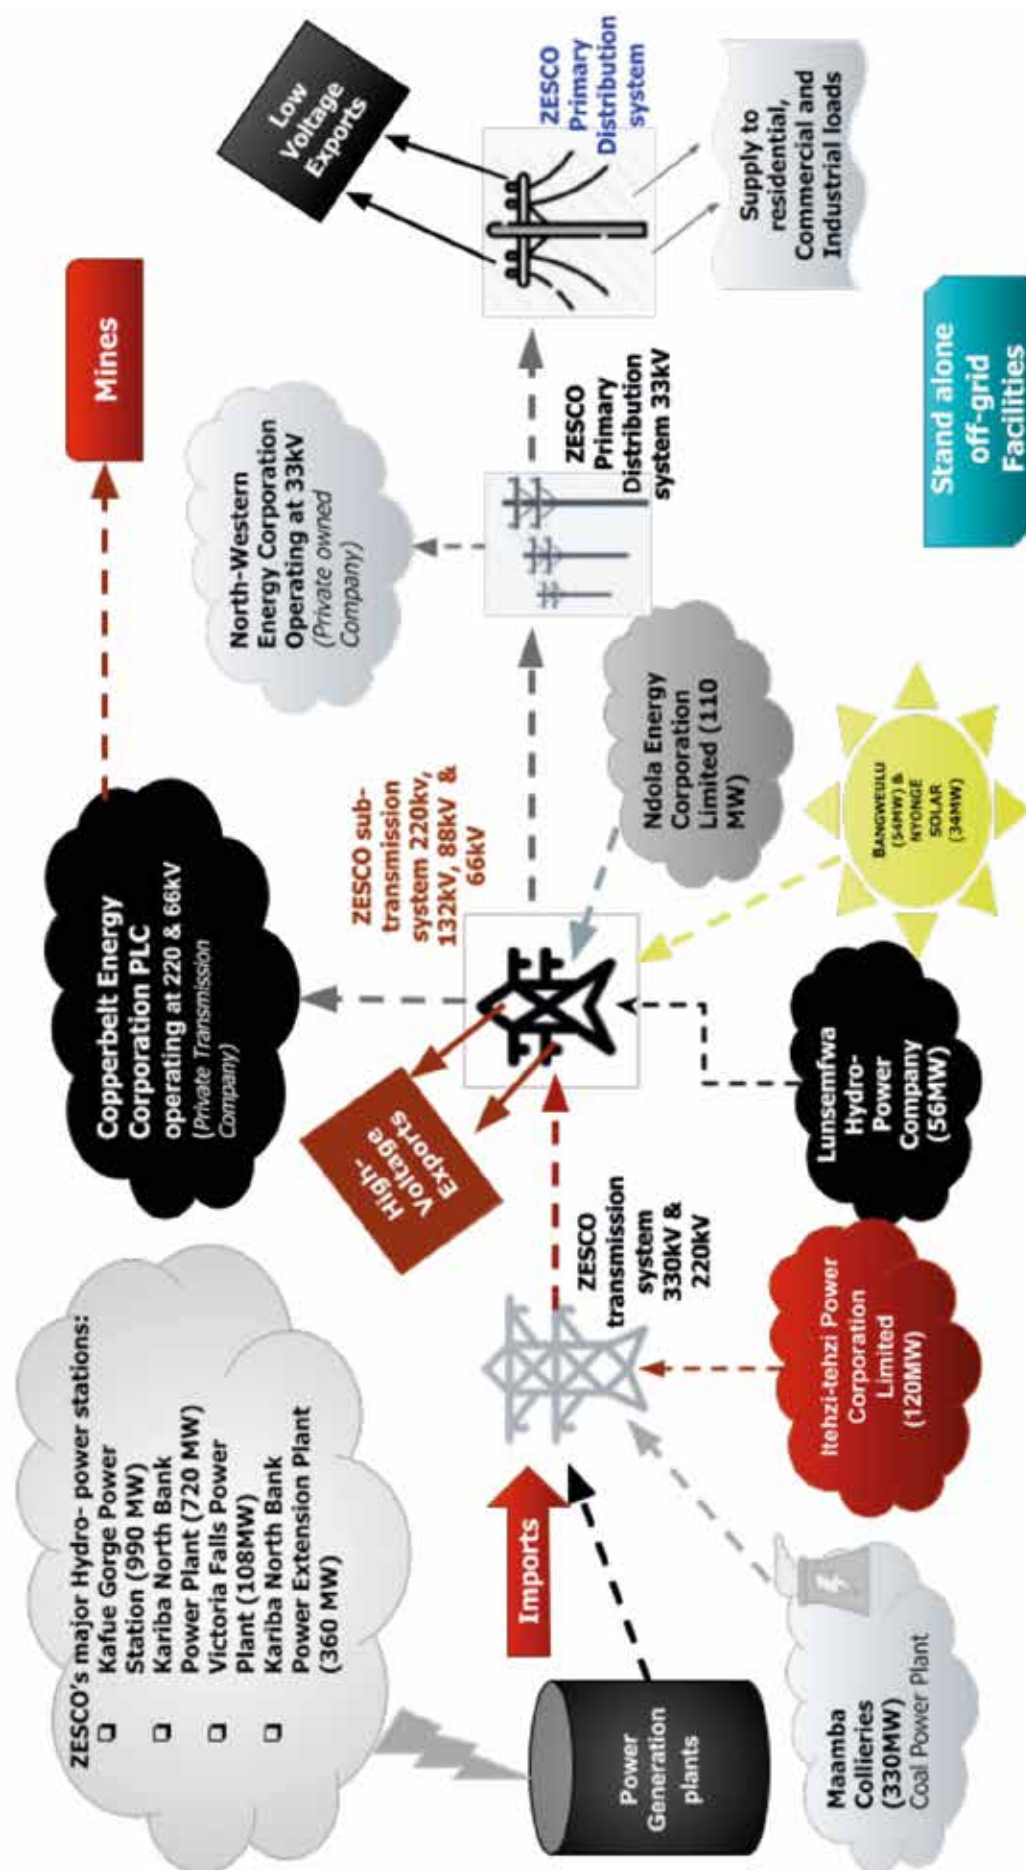 ZESCO's major Hydro- power stations:
❑ Kafue Gorge Power
Station (990 MW)
❑ Kariba North Bank
Power Plant (720 MW)
❑ Victoria Falls Power
Plant (108MW)
❑ Kariba North Bank
Power Extension Plant
(360 MW)
Copperbelt Energy
Corporation PLC
operating at 220 & 66kV
(Private Transmission
Company)
Mines
North-Western
Energy Corporation
Operating at 33kV
(Private owned
Company)
Low
Voltage
Exports
High-
Voltage
Exports
ZESCO sub-
transmission
system 220kv,
132kV, 88kV &
66kV
Imports
ZESCO
transmission
system
330kV &
220kV
ZESCO
Primary
Distribution
system 33kV
ZESCO
Primary
Distribution
system
Power
Generation
plants
Ndola Energy
Corporation
Limited (110
MW)
Supply to
residential,
Commercial and
Industrial loads
Maamba
Collieries
(330MW)
Coal Power Plant
Itehzi-tehzi Power
Corporation
Limited
(120MW)
Lunsemfwa
Hydro-
Power
Company
(56MW)
BANGWEULU
(54MW) &
NYONGE
SOLAR
(34MW)
Stand alone
off-grid
Facilities